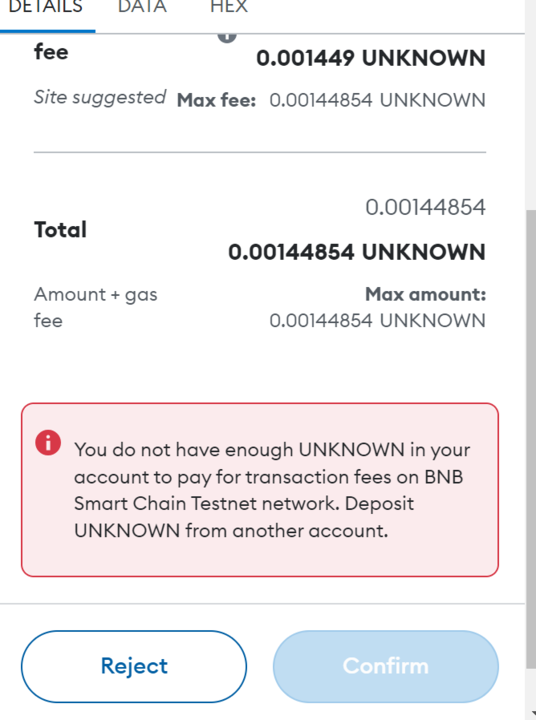 DETAILS DATA HEX
fee
0.001449 UNKNOWN
Site suggested Max fee: 0.00144854 UNKNOWN
0.00144854
Total
0.00144854 UNKNOWN
Amount + gas Max amount:
fee 0.00144854 UNKNOWN
You do not have enough UNKNOWN in your
account to pay for transaction fees on BNB
Smart Chain Testnet network. Deposit
UNKNOWN from another account.
Reject Confirm